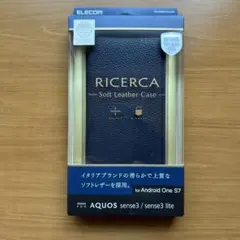 ELECOM
RICERCA
Soft Leather Case
イタリアブランドの滑らかで上質な
ソフトレザーを採用。
for Android One S7
AQUOS sense3 / sense3 lite